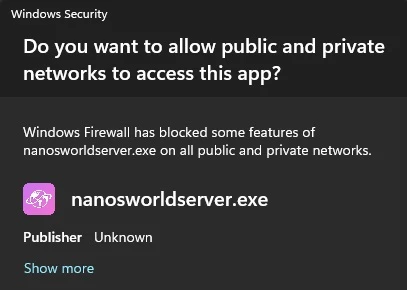 Windows Security
Do you want to allow public and private
networks to access this app?
Windows Firewall has blocked some features of
nanosworldserver.exe on all public and private networks.
nanosworldserver.exe
Publisher Unknown
Show more